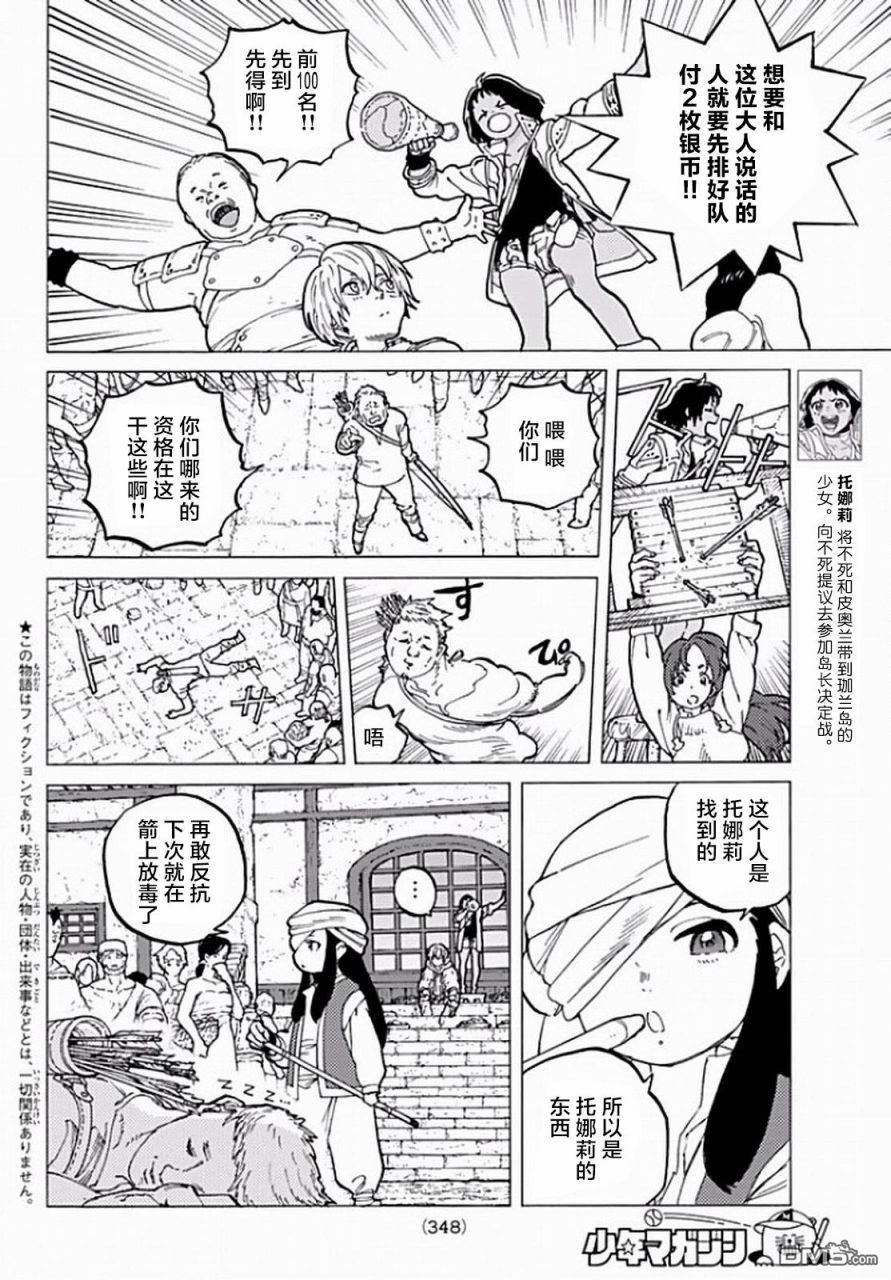 想要和
这位大人说话的
人就要先排好队
付2枚银币!!
前100名!!
先到
先得啊!!
托娜莉 将不死和皮奥兰带到珈兰岛的
少女。向不死提议去参加岛长决定战。
喂喂
你们
你们哪来的
资格在这
干这些啊!!
す
ぴ
唔
ドサ
这个人是
托娜莉
找到的
所以是
托娜莉的
东西
…
再敢反抗
下次就在
箭上放毒了
zzz
★この物語はフィクションであり、実在の人物・団体・出来事などとは、一切関係ありません。
(348)
少年マガジン
DM5.com